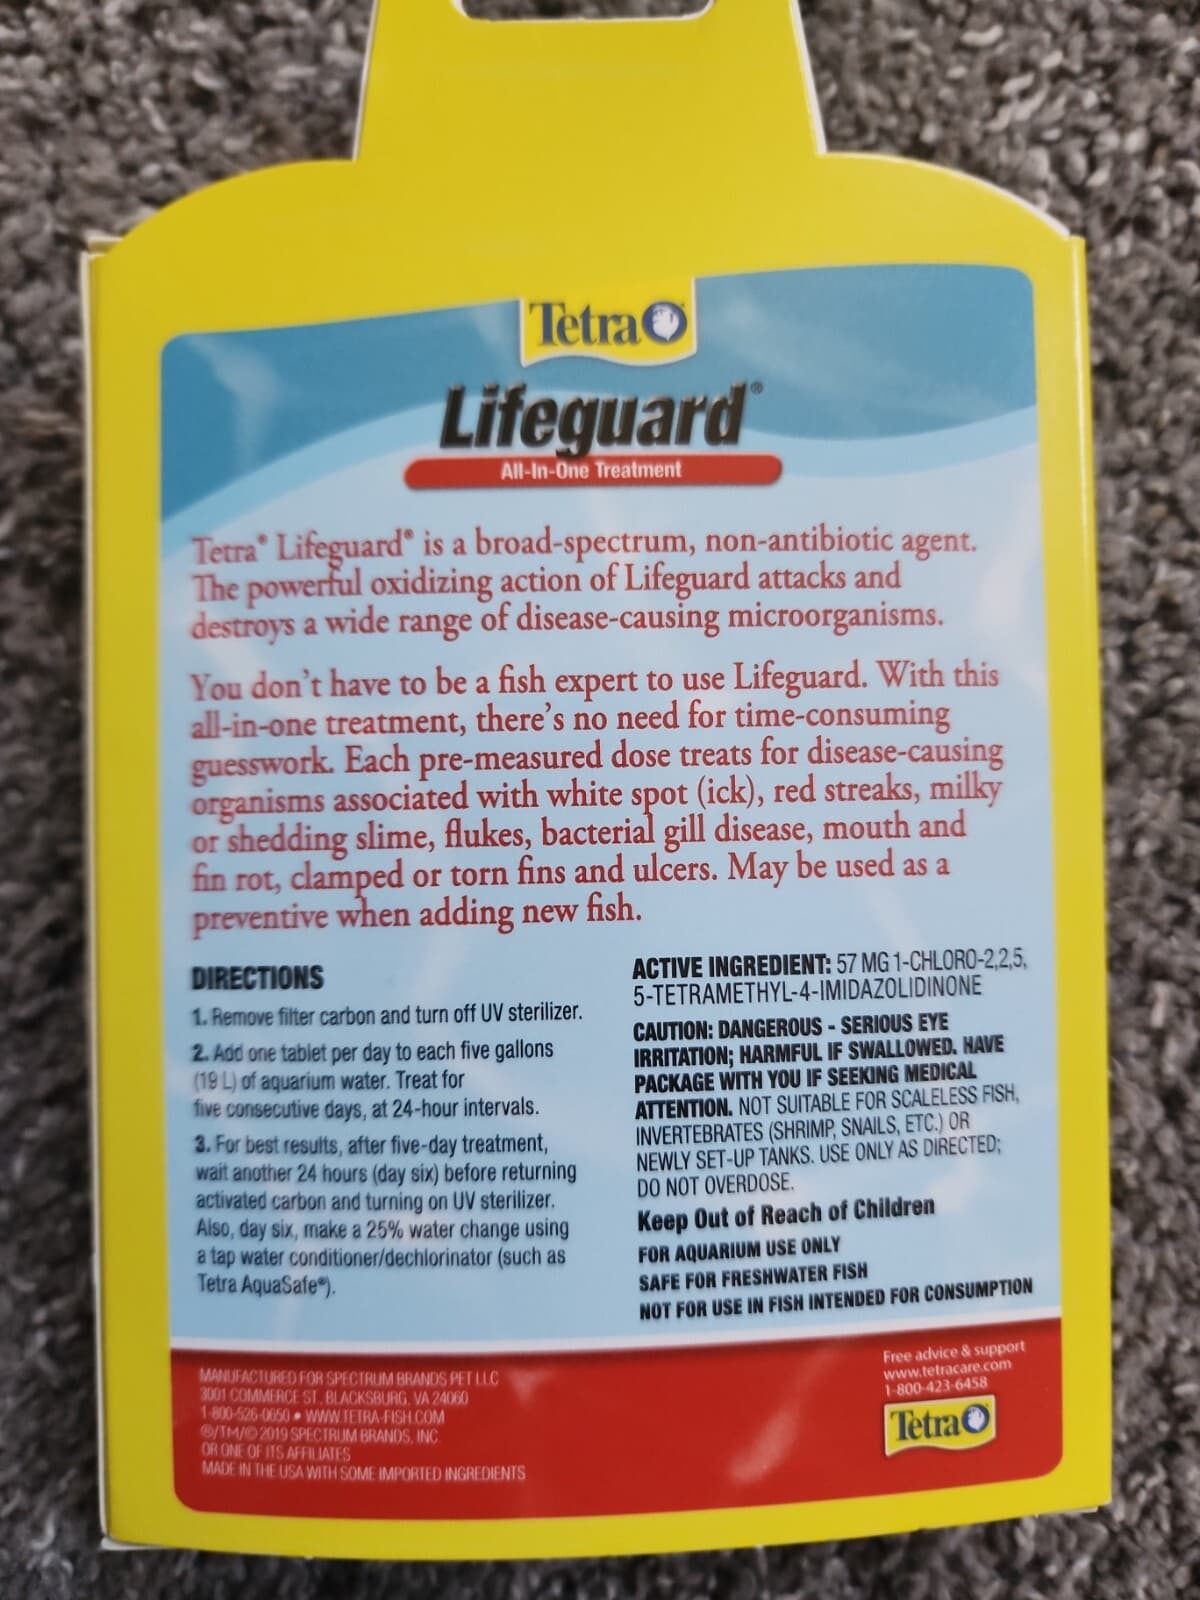 Tetra
Lifeguard®
All-In-One Treatment
Tetra® Lifeguard® is a broad-spectrum, non-antibiotic agent.
The powerful oxidizing action of Lifeguard attacks and
destroys a wide range of disease-causing microorganisms.
You don't have to be a fish expert to use Lifeguard. With this
all-in-one treatment, there's no need for time-consuming
guesswork. Each pre-measured dose treats for disease-causing
organisms associated with white spot (ick), red streaks, milky
or shedding slime, flukes, bacterial gill disease, mouth and
fin rot, clamped or torn fins and ulcers. May be used as a
preventive when adding new fish.
DIRECTIONS
1. Remove filter carbon and turn off UV sterilizer.
2. Add one tablet per day to each five gallons
(19 L) of aquarium water. Treat for
five consecutive days, at 24-hour intervals.
3. For best results, after five-day treatment,
wait another 24 hours (day six) before returning
activated carbon and turning on UV sterilizer.
Also, day six, make a 25% water change using
a tap water conditioner/dechlorinator (such as
Tetra AquaSafe®).
ACTIVE INGREDIENT: 57 MG 1-CHLORO-2,2,5,
5-TETRAMETHYL-4-IMIDAZOLIDINONE
CAUTION: DANGEROUS - SERIOUS EYE
IRRITATION; HARMFUL IF SWALLOWED. HAVE
PACKAGE WITH YOU IF SEEKING MEDICAL
ATTENTION. NOT SUITABLE FOR SCALELESS FISH,
INVERTEBRATES (SHRIMP, SNAILS, ETC.) OR
NEWLY SET-UP TANKS. USE ONLY AS DIRECTED;
DO NOT OVERDOSE.
Keep Out of Reach of Children
FOR AQUARIUM USE ONLY
SAFE FOR FRESHWATER FISH
NOT FOR USE IN FISH INTENDED FOR CONSUMPTION
MANUFACTURED FOR SPECTRUM BRANDS PET LLC
3001 COMMERCE ST. BLACKSBURG, VA 24060
1-800-526-0650 • WWW.TETRA-FISH.COM
®/TM/© 2019 SPECTRUM BRANDS, INC.
OR ONE OF ITS AFFILIATES
MADE IN THE USA WITH SOME IMPORTED INGREDIENTS
Free advice & support
www.tetracare.com
1-800-423-6458
Tetra